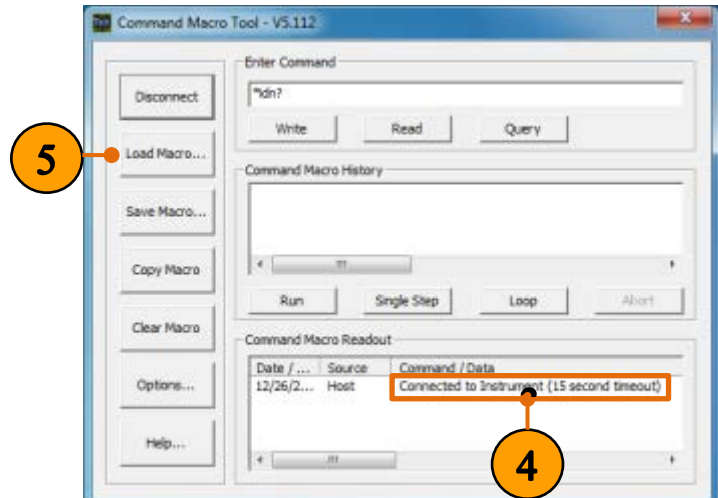 Command Macro Tool - V5.112
Disconnect
Load Macro...
Save Macro...
Copy Macro
Clear Macro
Options...
Help...
Enter Command
*idn?
Write Read Query
Command Macro History
Run Single Step Loop Abort
Command Macro Readout
Date / ... Source Command / Data
12/26/2... Host Connected to Instrument (15 second timeout)
5
4